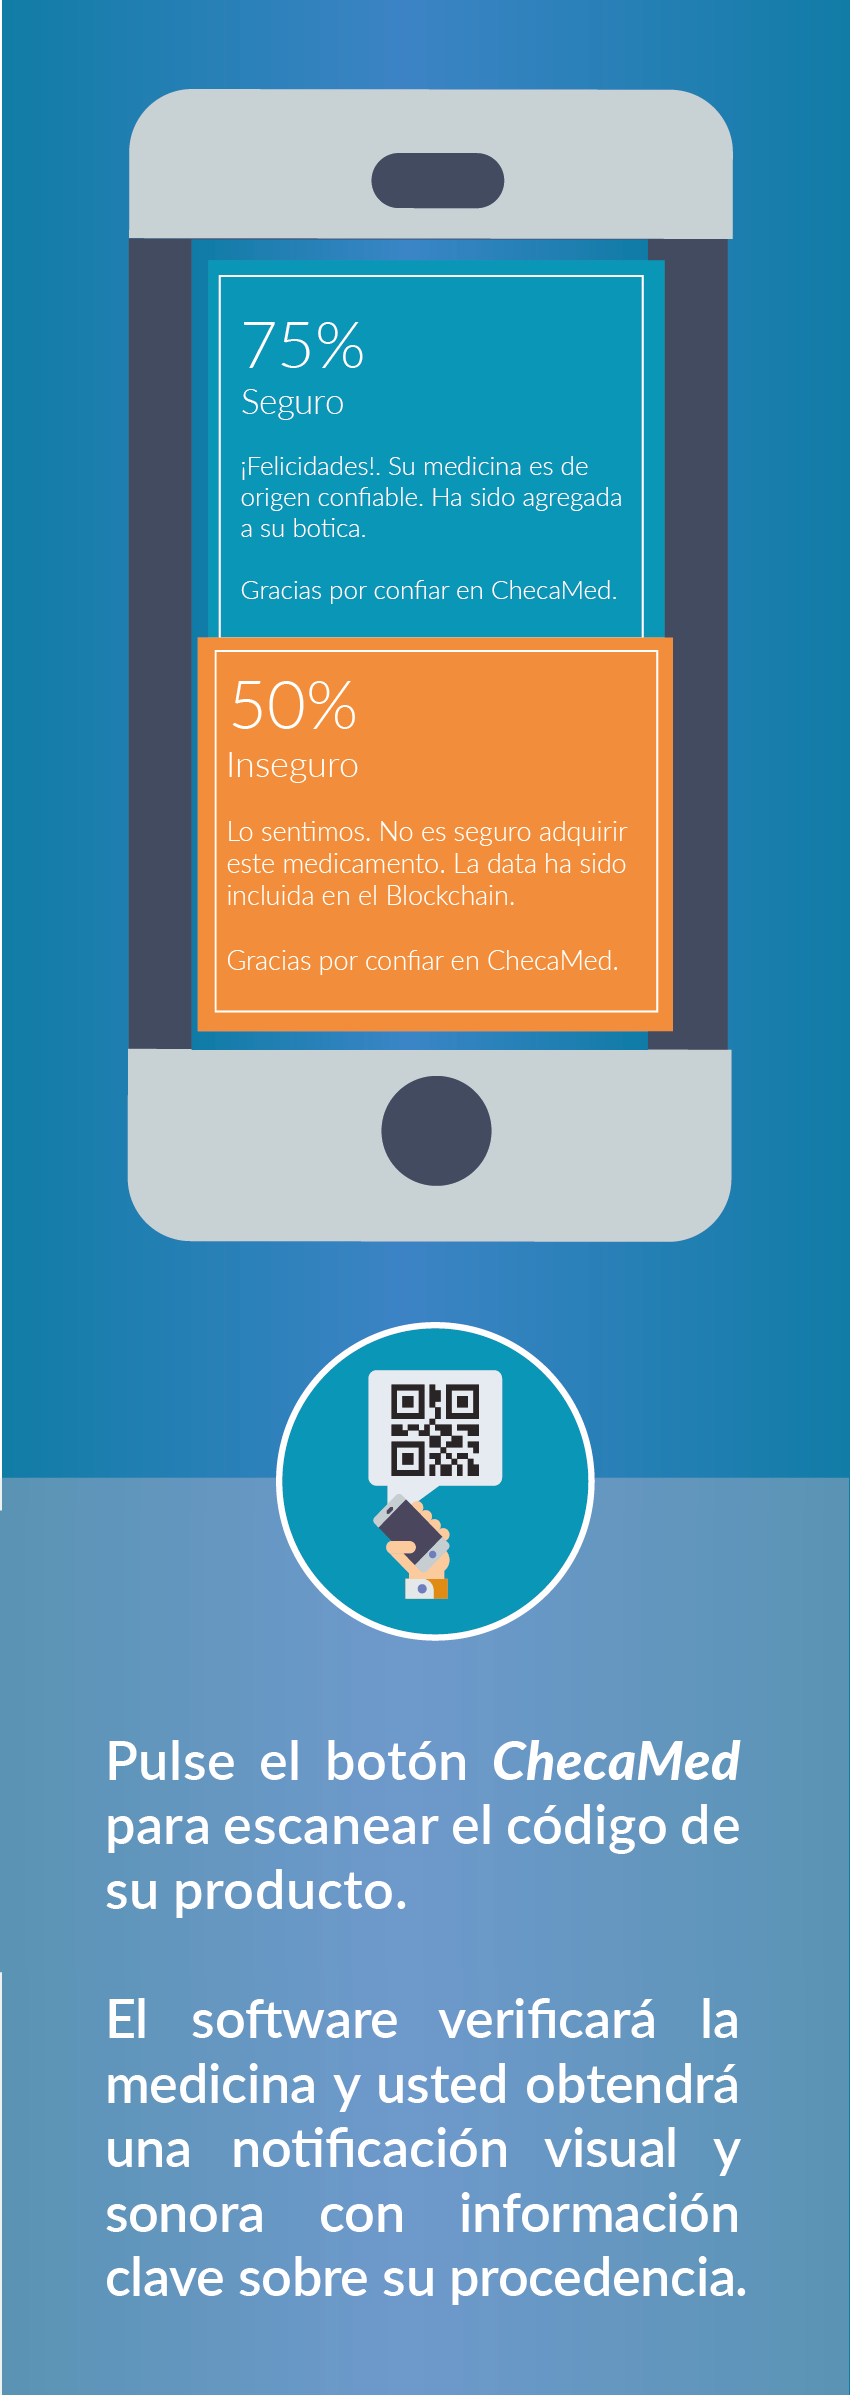 75%
Seguro
¡Felicidades!. Su medicina es de
origen confiable. Ha sido agregada
a su botica.
Gracias por confiar en ChecaMed.
50%
Inseguro
Lo sentimos. No es seguro adquirir
este medicamento. La data ha sido
incluida en el Blockchain.
Gracias por confiar en ChecaMed.
Pulse el botón ChecaMed
para escanear el código de
su producto.
El software verificará la
medicina y usted obtendrá
una notificación visual y
sonora con información
clave sobre su procedencia.